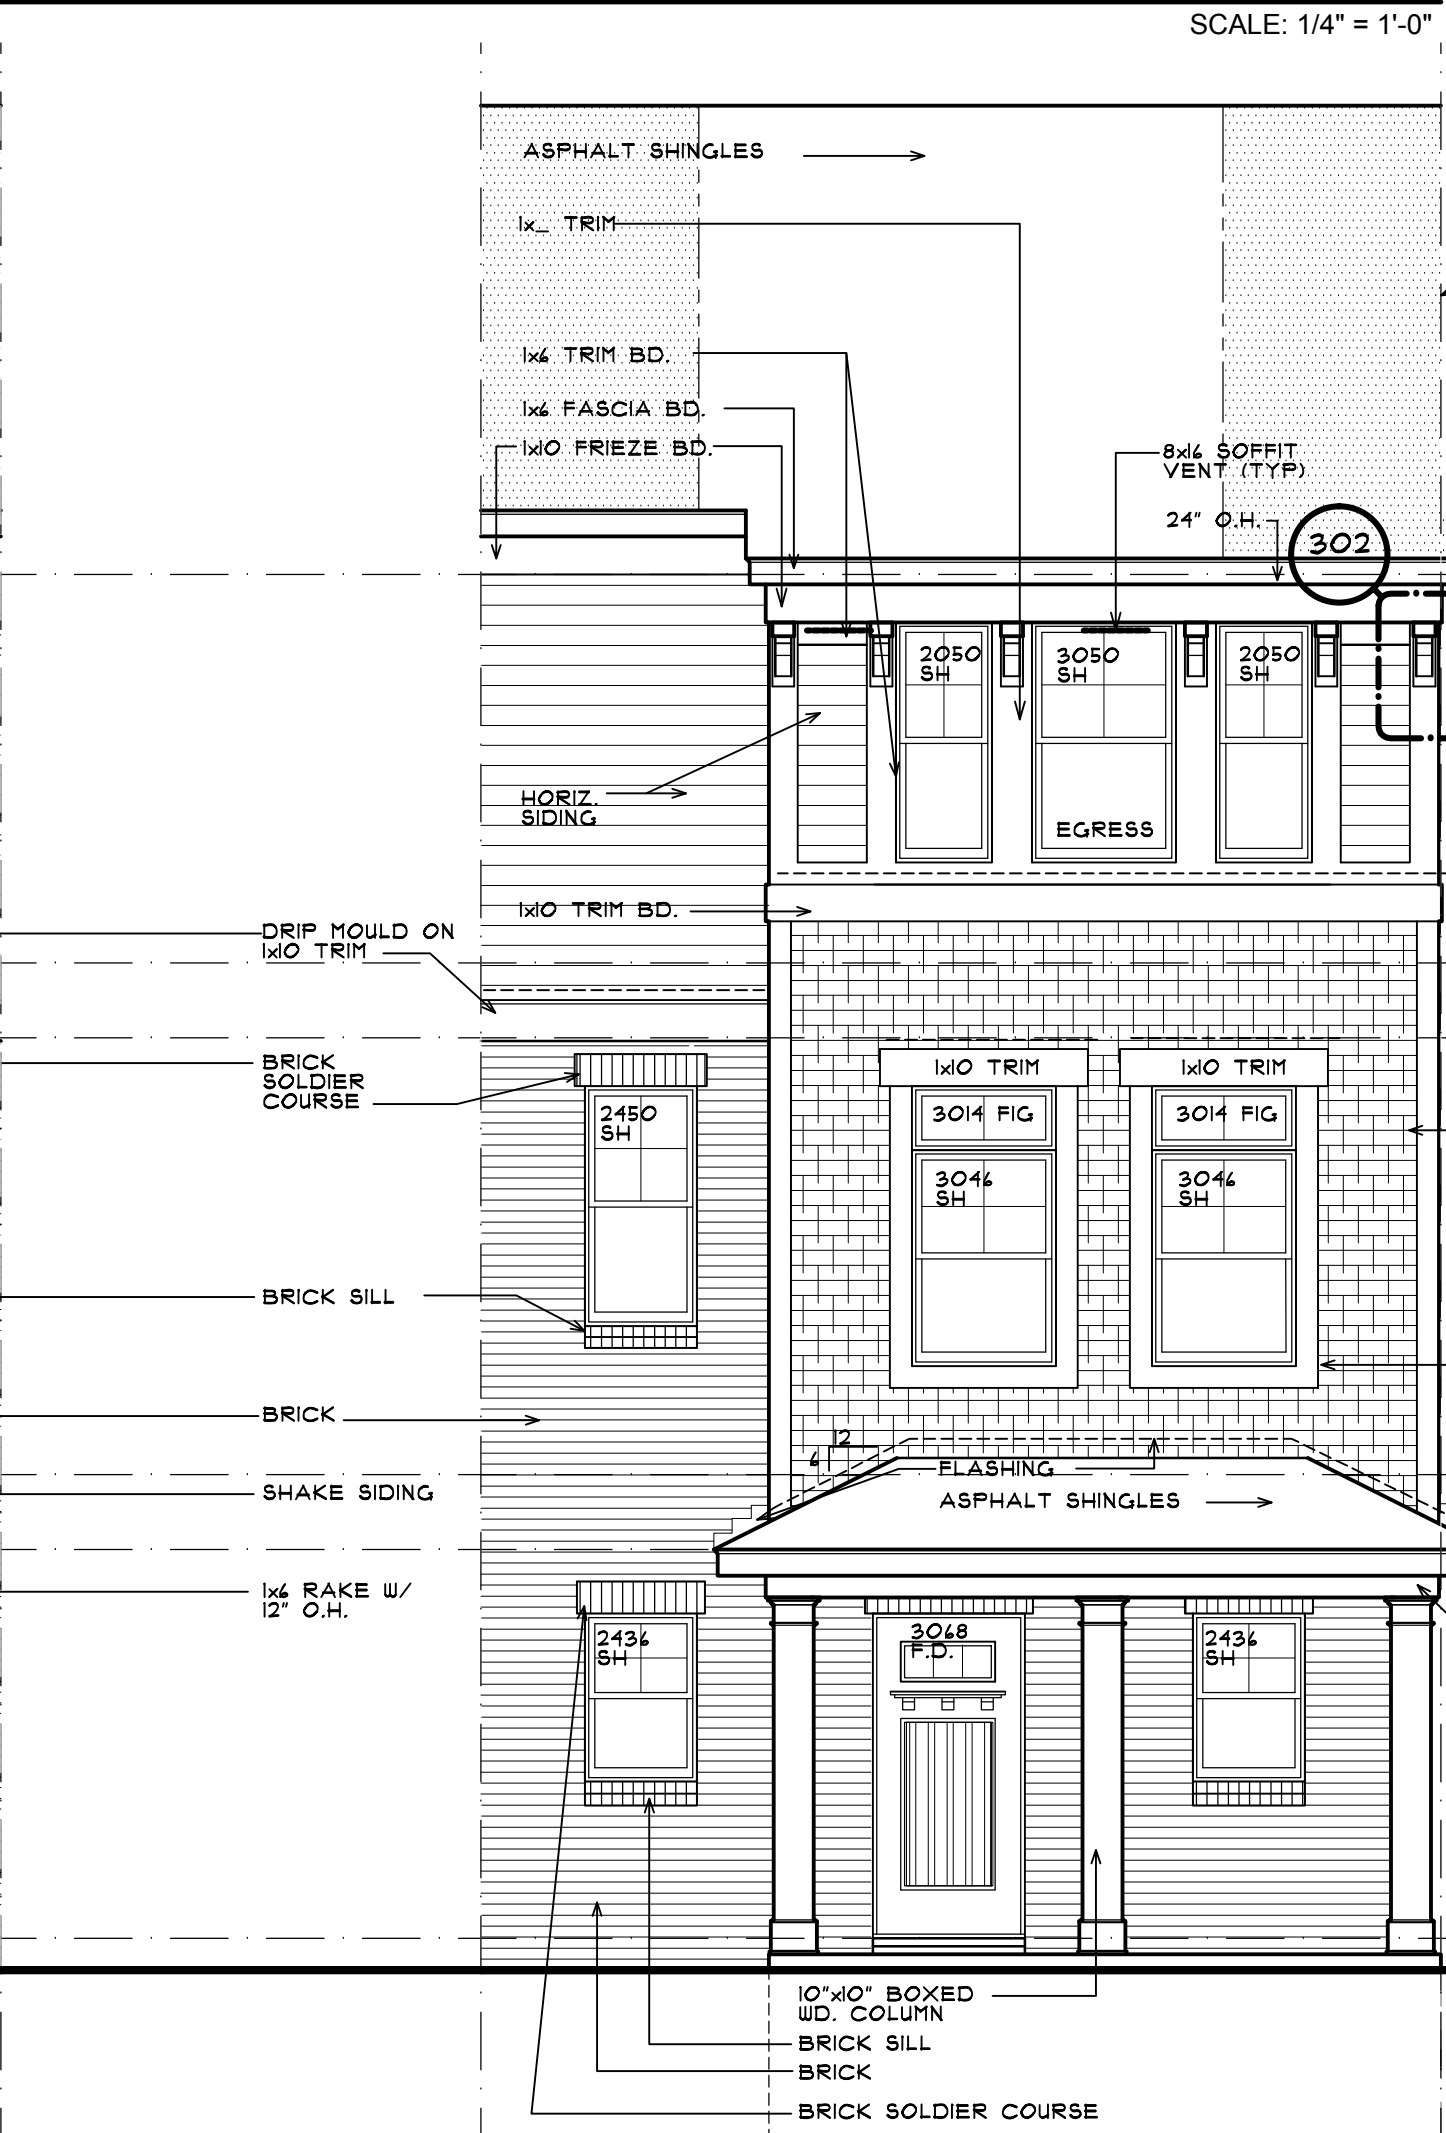 SCALE: 1/4" = 1'-0"
ASPHALT SHINGLES
1x_ TRIM
1x6 TRIM BD.
1x6 FASCIA BD.
1x10 FRIEZE BD.
8x16 SOFFIT
VENT (TYP)
24" O.H.
302
2050
SH
3050
SH
2050
SH
HORIZ.
SIDING
EGRESS
1x10 TRIM BD.
DRIP MOULD ON
1x10 TRIM
BRICK
SOLDIER
COURSE
1x10 TRIM
1x10 TRIM
2450
SH
3014 FIG
3014 FIG
3046
SH
3046
SH
BRICK SILL
BRICK
12
6
FLASHING
SHAKE SIDING
ASPHALT SHINGLES
1x6 RAKE W/
12" O.H.
2436
SH
3068
F.D.
2436
SH
10"x10" BOXED
WD. COLUMN
BRICK SILL
BRICK
BRICK SOLDIER COURSE